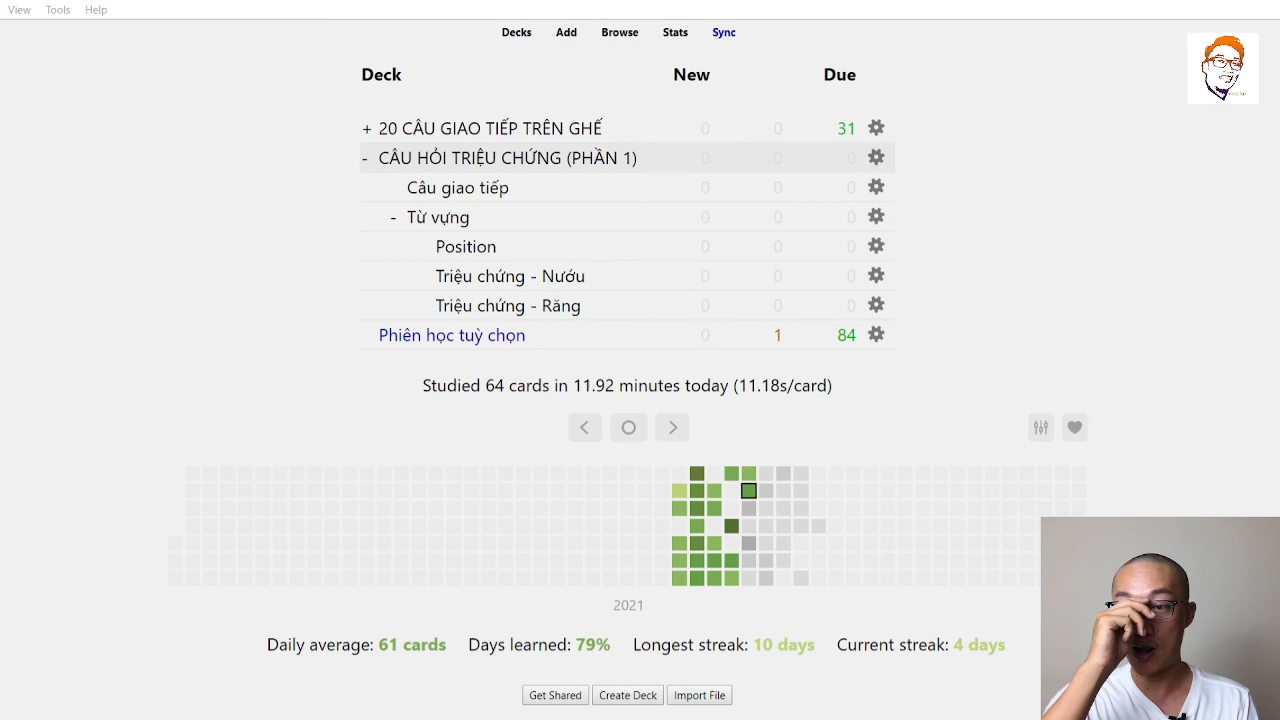 View Tools Help
Decks Add Browse Stats Sync
Deck New Due
+ 20 CÂU GIAO TIẾP TRÊN GHẾ 0 0 31
- CÂU HỎI TRIỆU CHỨNG (PHẦN 1) 0 0 0
Câu giao tiếp 0 0 0
- Từ vựng 0 0 0
Position 0 0 0
Triệu chứng - Nướu 0 0 0
Triệu chứng - Răng 0 0 0
Phiên học tuỳ chọn 0 1 84
Studied 64 cards in 11.92 minutes today (11.18s/card)
2021
Daily average: 61 cards Days learned: 79% Longest streak: 10 days Current streak: 4 days
Get Shared Create Deck Import File